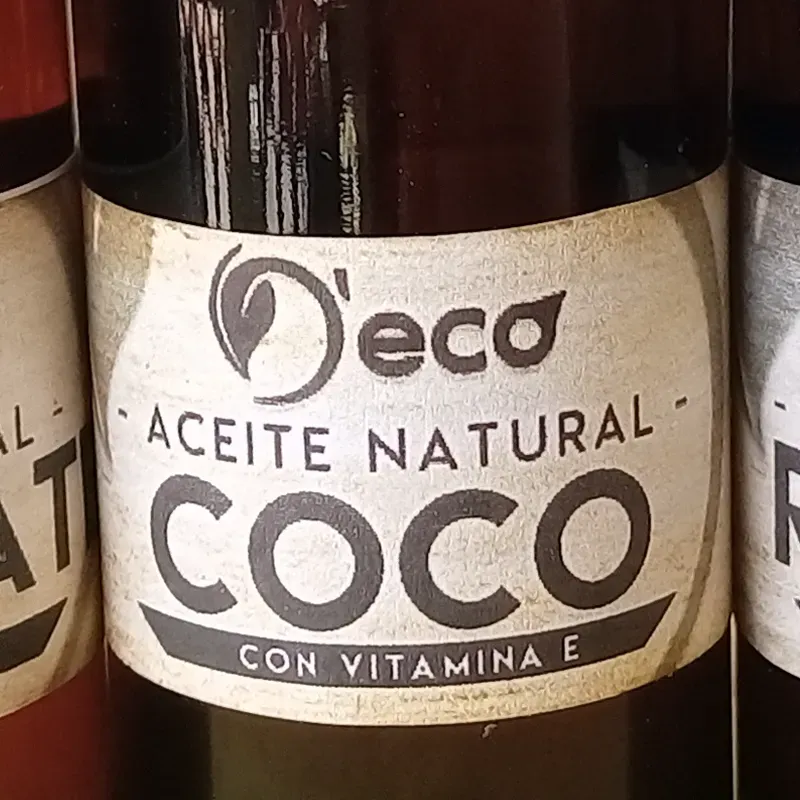 D'eco
- ACEITE NATURAL -
COCO
CON VITAMINA E